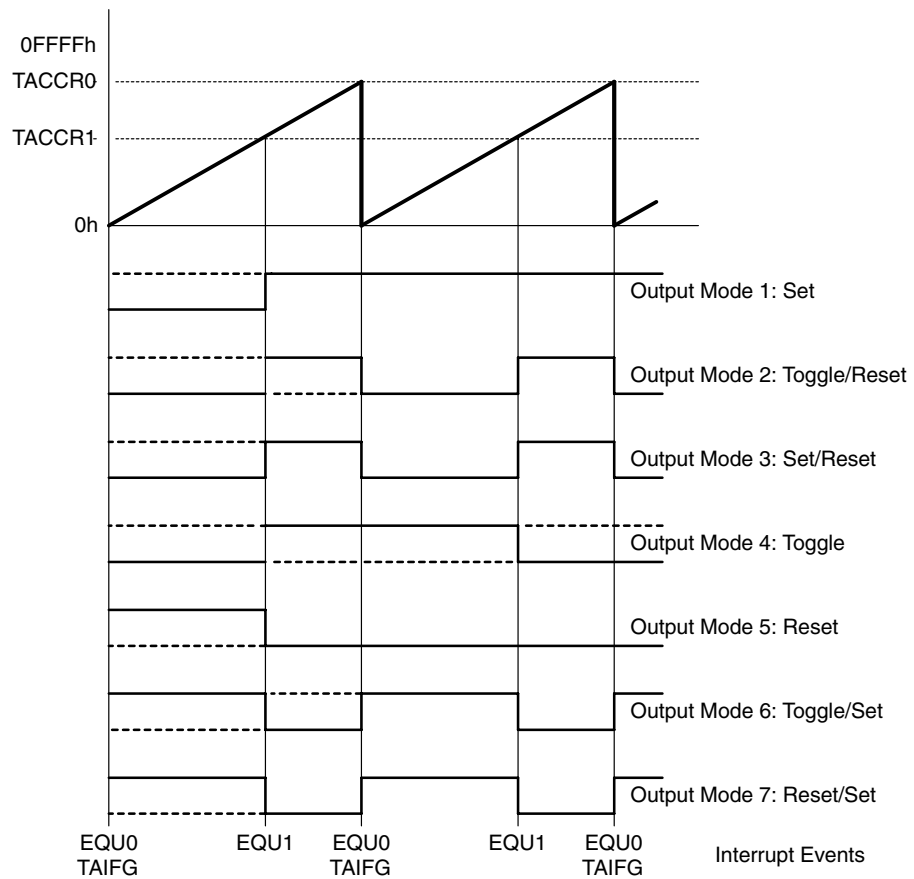 0FFFFh
TACCR0
TACCR1
0h
Output Mode 1: Set
Output Mode 2: Toggle/Reset
Output Mode 3: Set/Reset
Output Mode 4: Toggle
Output Mode 5: Reset
Output Mode 6: Toggle/Set
Output Mode 7: Reset/Set
EQU0 EQU1 EQU0 EQU1 EQU0 Interrupt Events
TAIFG TAIFG TAIFG